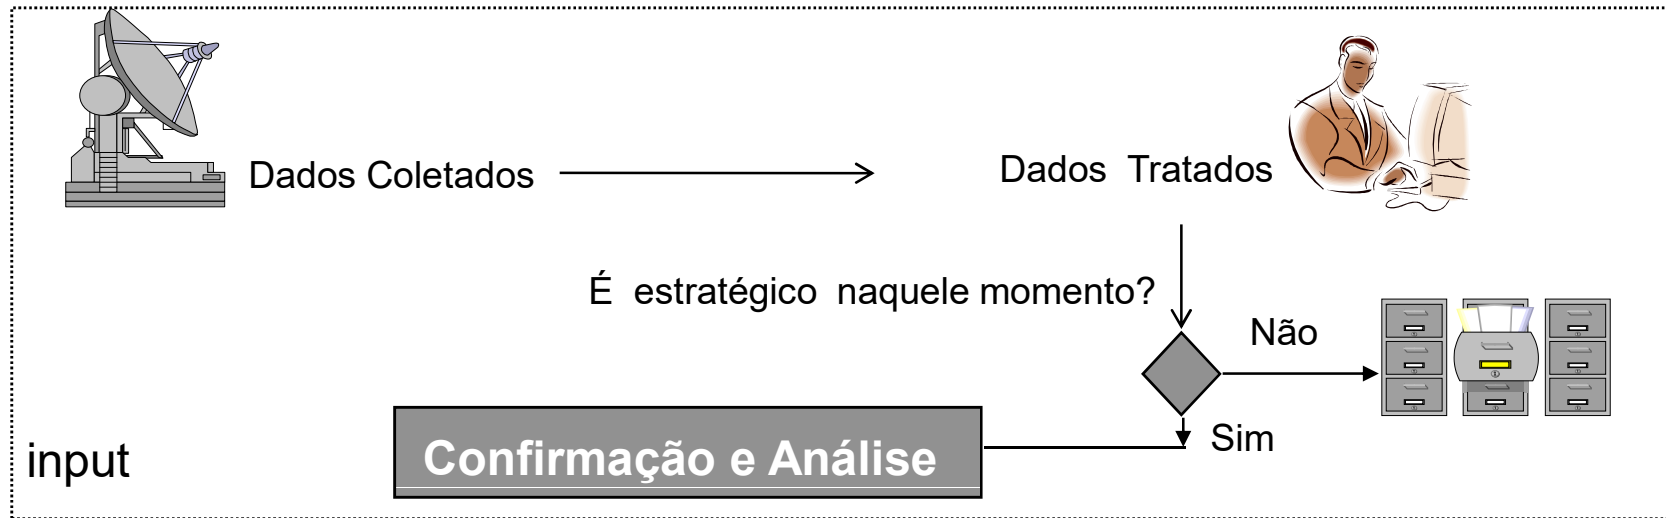 Dados Coletados
Dados Tratados
É estratégico naquele momento?
Não
Sim
Confirmação e Análise
input